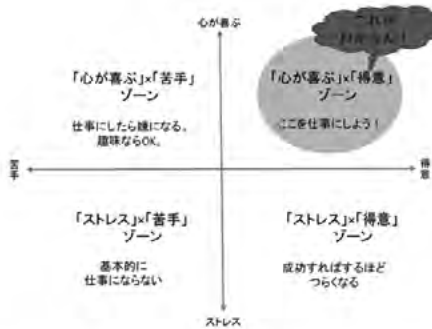 心が喜ぶ
「心が喜ぶ」×「苦手」
ゾーン
仕事にしたら嫌になる。
趣味ならOK。
「心が喜ぶ」×「得意」
ゾーン
ここを仕事にしよう！
苦手
得意
「ストレス」×「苦手」
ゾーン
基本的に
仕事にならない
「ストレス」×「得意」
ゾーン
成功すればするほど
つらくなる
ストレス